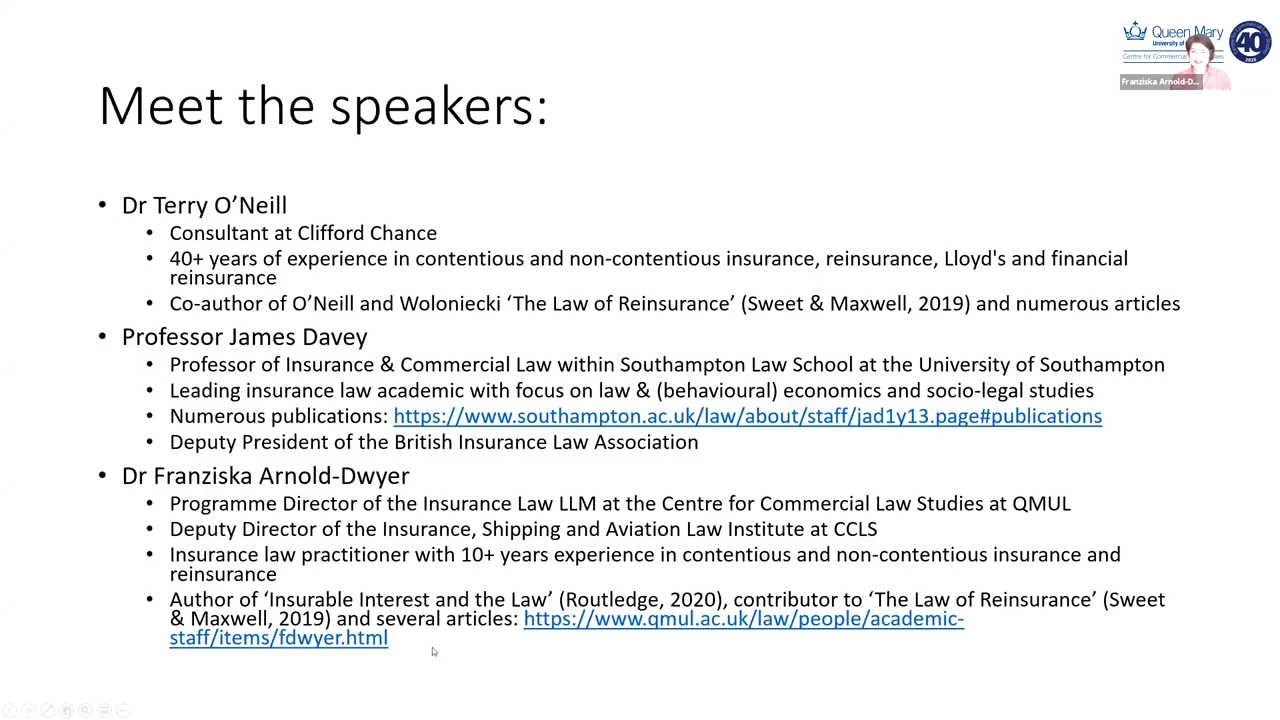 Queen Mary
University of
Centre for Commercial
40
2020
Franziska Arnold-D...
Meet the speakers:
• Dr Terry O’Neill
• Consultant at Clifford Chance
• 40+ years of experience in contentious and non-contentious insurance, reinsurance, Lloyd's and financial
reinsurance
• Co-author of O’Neill and Woloniecki ‘The Law of Reinsurance’ (Sweet & Maxwell, 2019) and numerous articles
• Professor James Davey
• Professor of Insurance & Commercial Law within Southampton Law School at the University of Southampton
• Leading insurance law academic with focus on law & (behavioural) economics and socio-legal studies
• Numerous publications: https://www.southampton.ac.uk/law/about/staff/jad1y13.page#publications
• Deputy President of the British Insurance Law Association
• Dr Franziska Arnold-Dwyer
• Programme Director of the Insurance Law LLM at the Centre for Commercial Law Studies at QMUL
• Deputy Director of the Insurance, Shipping and Aviation Law Institute at CCLS
• Insurance law practitioner with 10+ years experience in contentious and non-contentious insurance and
reinsurance
• Author of ‘Insurable Interest and the Law’ (Routledge, 2020), contributor to ‘The Law of Reinsurance’ (Sweet
& Maxwell, 2019) and several articles: https://www.qmul.ac.uk/law/people/academic-
staff/items/fdwyer.html